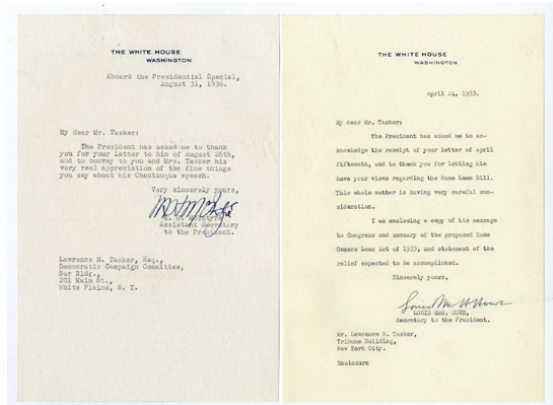 THE WHITE HOUSE
WASHINGTON
Aboard the Presidential Special,
August 31, 1936.
My dear Mr. Tasker:
The President has asked me to thank
you for your letter to him of August 26th,
and to convey to you and Mrs. Tasker his
very real appreciation of the fine things
you say about his Chautauqua speech.
Very sincerely yours,
Assistant Secretary
to the President.
Lawrence H. Tasker, Esq.,
Democratic Campaign Committee,
Bar Bldg.,
201 Main St.,
White Plains, N. Y.
THE WHITE HOUSE
WASHINGTON
April 24, 1933.
My dear Mr. Tasker:
The President has asked me to ac-
knowledge the receipt of your letter of April
fifteenth, and to thank you for letting him
have your views regarding the Home Loan Bill.
This whole matter is having very careful con-
sideration.
I am enclosing a copy of his message
to Congress and summary of the proposed Home
Owners Loan Act of 1933, and statement of the
relief expected to be accomplished.
Sincerely yours,
Louis McH Howe
LOUIS McH. HOWE,
Secretary to the President.
Mr. Lawrence H. Tasker,
Tribune Building,
New York City.
Enclosure